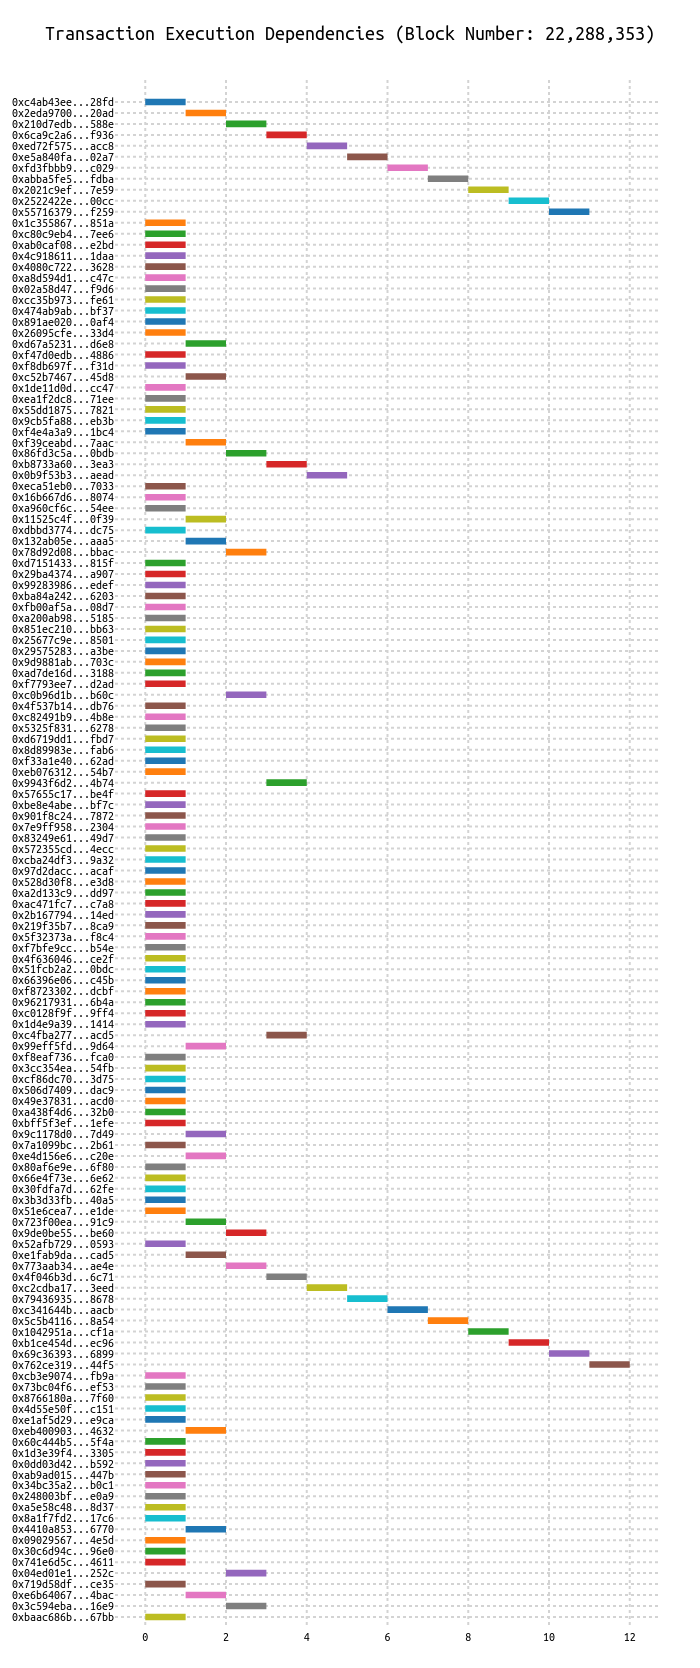 Transaction Execution Dependencies (Block Number: 22,288,353)
0xc4ab43ee...28fd
0x2eda9700...20ad
0x210d7edb...588e
0x6ca9c2a6...f936
0xed72f575...acc8
0xe5a840fa...02a7
0xfd3fbbb9...c029
0xabba5fe5...fdba
0x2021c9ef...7e59
0x2522422e...00cc
0x55716379...f259
0x1c355867...851a
0xc80c9eb4...7ee6
0xab0caf08...e2bd
0x4c918611...1daa
0x4080c722...3628
0xa8d594d1...c47c
0x02a58d47...f9d6
0xcc35b973...fe61
0x474ab9ab...bf37
0x891ae020...0af4
0x26095cfe...33d4
0xd67a5231...d6e8
0xf47d0edb...4886
0xf8db697f...f31d
0xc52b7467...45d8
0x1de11d0d...cc47
0xea1f2dc8...71ee
0x55dd1875...7821
0x9cb5fa88...eb3b
0xf4e4a3a9...1bc4
0xf39ceabd...7aac
0x86fd3c5a...0bdb
0xb8733a60...3ea3
0x0b9f53b3...aead
0xeca51eb0...7033
0x16b667d6...8074
0xa960cf6c...54ee
0x11525c4f...0f39
0xdbbd3774...dc75
0x132ab05e...aaa5
0x78d92d08...bbac
0xd7151433...815f
0x29ba4374...a907
0x99283986...edef
0xba84a242...6203
0xfb00af5a...08d7
0xa200ab98...5185
0x851ec210...bb63
0x25677c9e...8501
0x29575283...a3be
0x9d9881ab...703c
0xad7de16d...3188
0xf7793ee7...d2ad
0xc0b96d1b...b60c
0x4f537b14...db76
0xc82491b9...4b8e
0x5325f831...6278
0xd6719dd1...fbd7
0x8d89983e...fab6
0xf33a1e40...62ad
0xeb076312...54b7
0x9943f6d2...4b74
0x57655c17...be4f
0xbe8e4abe...bf7c
0x901f8c24...7872
0x7e9ff958...2304
0x83249e61...49d7
0x572355cd...4ecc
0xcba24df3...9a32
0x97d2dacc...acaf
0x528d30f8...e3d8
0xa2d133c9...dd97
0xac471fc7...c7a8
0x2b167794...14ed
0x219f35b7...8ca9
0x5f32373a...f8c4
0xf7bfe9cc...b54e
0x4f636046...ce2f
0x51fcb2a2...0bdc
0x66396e06...c45b
0xf8723302...dcbf
0x96217931...6b4a
0xc0128f9f...9ff4
0x1d4e9a39...1414
0xc4fba277...acd5
0x99eff5fd...9d64
0xf8eaf736...fca0
0x3cc354ea...54fb
0xcf86dc70...3d75
0x506d7409...dac9
0x49e37831...acd0
0xa438f4d6...32b0
0xbff5f3ef...1efe
0x9c1178d0...7d49
0x7a1099bc...2b61
0xe4d156e6...c20e
0x80af6e9e...6f80
0x66e4f73e...6e62
0x30fdfa7d...62fe
0x3b3d33fb...40a5
0x51e6cea7...e1de
0x723f00ea...91c9
0x9de0be55...be60
0x52afb729...0593
0xe1fab9da...cad5
0x773aab34...ae4e
0x4f046b3d...6c71
0xc2cdba17...3eed
0x79436935...8678
0xc341644b...aacb
0x5c5b4116...8a54
0x1042951a...cf1a
0xb1ce454d...ec96
0x69c36393...6899
0x762ce319...44f5
0xcb3e9074...fb9a
0x73bc04f6...ef53
0x8766180a...7f60
0x4d55e50f...c151
0xe1af5d29...e9ca
0xeb400903...4632
0x60c444b5...5f4a
0x1d3e39f4...3305
0x0dd03d42...b592
0xab9ad015...447b
0x34bc35a2...b0c1
0x248003bf...e0a9
0xa5e58c48...8d37
0x8a1f7fd2...17c6
0x4410a853...6770
0x09029567...4e5d
0x30c6d94c...96e0
0x741e6d5c...4611
0x04ed01e1...252c
0x719d58df...ce35
0xe6b64067...4bac
0x3c594eba...16e9
0xbaac686b...67bb
0 2 4 6 8 10 12